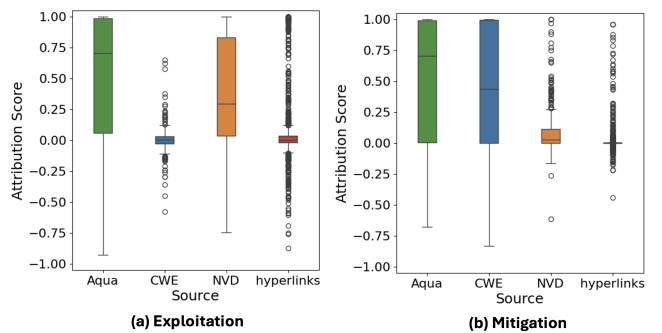 1.00
0.75
0.50
0.25
0.00
−0.25
−0.50
−0.75
−1.00
Attribution Score
Aqua CWE NVD hyperlinks
Source
(a) Exploitation
1.00
0.75
0.50
0.25
0.00
−0.25
−0.50
−0.75
−1.00
Attribution Score
Aqua CWE NVD hyperlinks
Source
(b) Mitigation